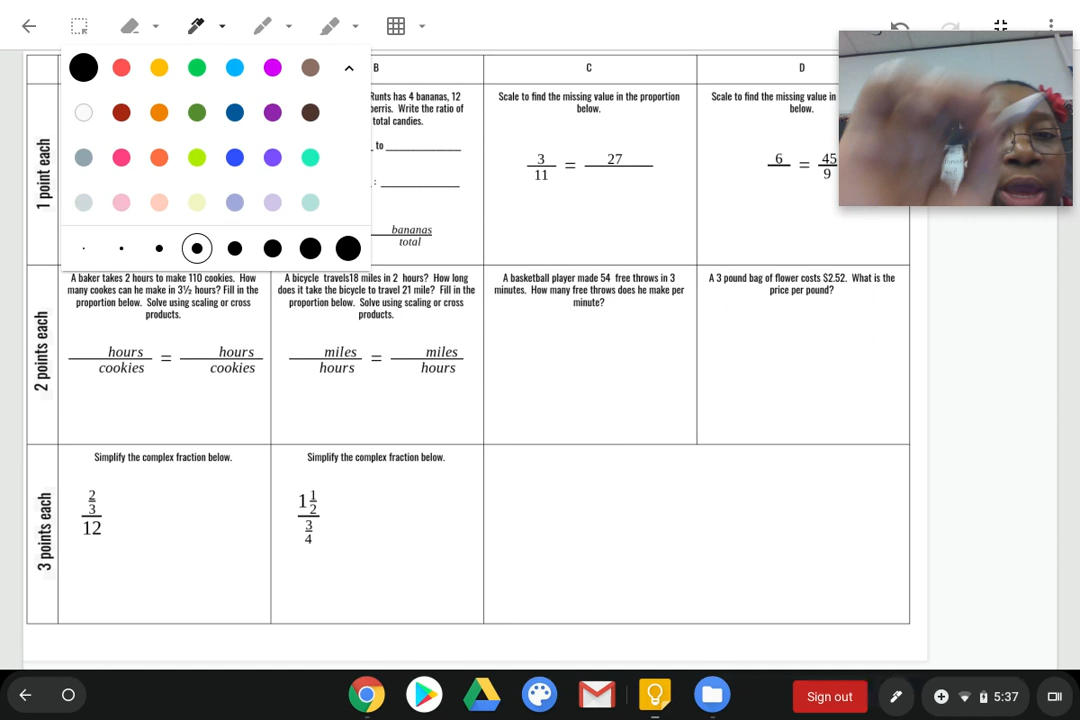 B
C
D
1 point each
Runts has 4 bananas, 12
perris. Write the ratio of
total candies.
to ____________
: ____________
bananas
total
Scale to find the missing value in the proportion
below.
3 = 27
11
Scale to find the missing value in
below.
6 = 45
9
2 points each
A baker takes 2 hours to make 110 cookies. How
many cookes can he make in 3½ hours? Fill in the
proportion below. Solve using scaling or cross
products.
hours = hours
cookies cookies
A bicycle travels18 miles in 2 hours? How long
does it take the bicycle to travel 21 mile? Fill in the
proportion below. Solve using scaling or cross
products.
miles = miles
hours hours
A basketball player made 54 free throws in 3
minutes. How many free throws does he make per
minute?
A 3 pound bag of flower costs $2.52. What is the
price per pound?
3 points each
Simplify the complex fraction below.
2
3
12
Simplify the complex fraction below.
1 1
2
3
4
Sign out
5:37